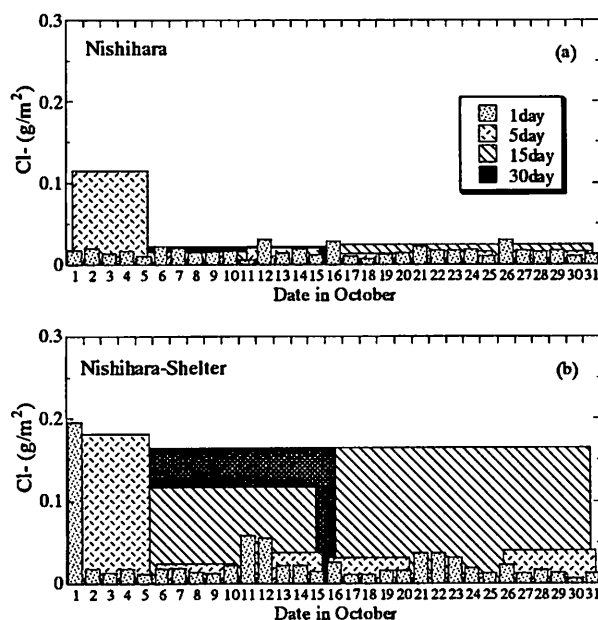 0.3
Nishihara
(a)
0.2
1day
5day
15day
30day
Cl- (g/m²)
0.1
0
1 2 3 4 5 6 7 8 9 10 11 12 13 14 15 16 17 18 19 20 21 22 23 24 25 26 27 28 29 30 31
Date in October
0.3
Nishihara-Shelter
(b)
0.2
Cl- (g/m²)
0.1
0
1 2 3 4 5 6 7 8 9 10 11 12 13 14 15 16 17 18 19 20 21 22 23 24 25 26 27 28 29 30 31
Date in October